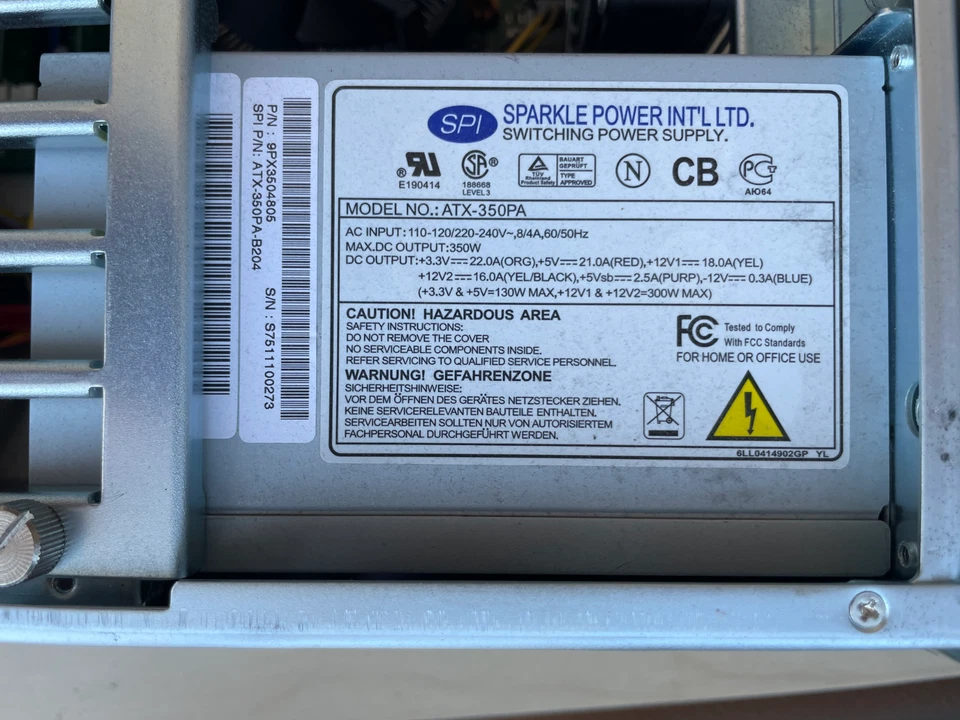 P/N : 9PX3504805
SPI P/N: ATX-350PA-B204
S/N : S7511100273
SPI
SPARKLE POWER INT'L LTD.
SWITCHING POWER SUPPLY.
E190414
188668
LEVEL 3
TÜV
Rheinland
Product Safety
BAUART
GEPRÜFT
TYPE
APPROVED
N
CB
AЮ64
MODEL NO.: ATX-350PA
AC INPUT: 110-120/220-240V~,8/4A,60/50Hz
MAX.DC OUTPUT:350W
DC OUTPUT:+3.3V⎓22.0A(ORG),+5V⎓21.0A(RED),+12V1⎓18.0A(YEL)
+12V2⎓16.0A(YEL/BLACK),+5Vsb⎓2.5A(PURP),-12V⎓0.3A(BLUE)
(+3.3V & +5V=130W MAX,+12V1 & +12V2=300W MAX)
CAUTION! HAZARDOUS AREA
SAFETY INSTRUCTIONS:
DO NOT REMOVE THE COVER
NO SERVICEABLE COMPONENTS INSIDE.
REFER SERVICING TO QUALIFIED SERVICE PERSONNEL.
WARNUNG! GEFAHRENZONE
SICHERHEITSHINWEISE:
VOR DEM ÖFFNEN DES GERÄTES NETZSTECKER ZIEHEN.
KEINE SERVICERELEVANTEN BAUTEILE ENTHALTEN.
SERVICEARBEITEN SOLLTEN NUR VON AUTORISIERTEM
FACHPERSONAL DURCHGEFÜHRT WERDEN.
FC Tested to Comply
With FCC Standards
FOR HOME OR OFFICE USE
6LL0414902GP YL